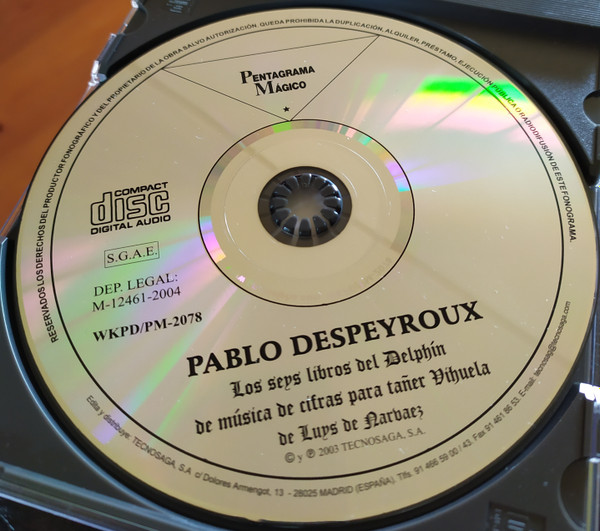 RESERVADOS LOS DERECHOS DEL PRODUCTOR FONOGRÁFICO Y DEL PROPIETARIO DE LA OBRA SALVO AUTORIZACIÓN. QUEDA PROHIBIDA LA DUPLICACIÓN, ALQUILER, PRÉSTAMO, EJECUCIÓN PÚBLICA O RADIODIFUSIÓN DE ESTE FONOGRAMA.
PENTAGRAMA
MÁGICO
COMPACT
disc
DIGITAL AUDIO
S.G.A.E.
DEP. LEGAL:
M-12461-2004
WKPD/PM-2078
PABLO DESPEYROUX
Los seys libros del Delphín
de música de cifras para tañer Vihuela
de Luys de Narbaez
© y ℗ 2003 TECNOSAGA, S.A.
Edita y distribuye: TECNOSAGA, S.A. c/ Dolores Armengot, 13 - 28025 MADRID (ESPAÑA). Tlfs. 91 466 59 00 / 43. Fax 91 461 86 53. E-mail: tecnosaga@tecnosaga.com